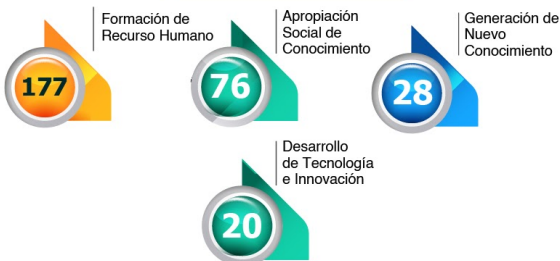 177
Formación de
Recurso Humano
76
Apropiación
Social de
Conocimiento
28
Generación de
Nuevo
Conocimiento
20
Desarrollo
de Tecnología
e Innovación